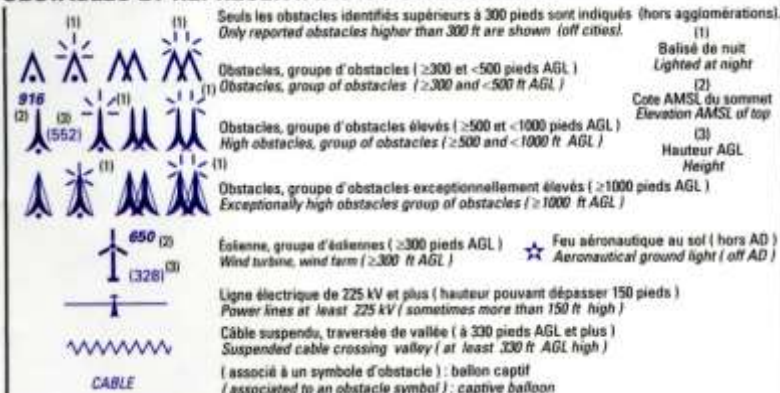 Seuls les obstacles identifiés supérieurs à 300 pieds sont indiqués (hors agglomérations).
Only reported obstacles higher than 300 ft are shown (off cities).
(1) (1)
(1)
Balisé de nuit
Lighted at night
Obstacles, groupe d'obstacles ( ≥300 et <500 pieds AGL )
Obstacles, group of obstacles ( ≥300 and <500 ft AGL )
(2)
Cote AMSL du sommet
Elevation AMSL of top
916
(2) (3) (1) (1)
(552)
Obstacles, groupe d'obstacles élevés ( ≥500 et <1000 pieds AGL )
High obstacles, group of obstacles ( ≥500 and <1000 ft AGL )
(3)
Hauteur AGL
Height
(1) (1)
Obstacles, groupe d'obstacles exceptionnellement élevés ( ≥1000 pieds AGL )
Exceptionally high obstacles group of obstacles ( ≥1000 ft AGL )
650 (2)
(328) (3)
Éolienne, groupe d'éoliennes ( ≥300 pieds AGL )
Wind turbine, wind farm ( ≥300 ft AGL )
Feu aéronautique au sol ( hors AD )
Aeronautical ground light ( off AD )
Ligne électrique de 225 kV et plus ( hauteur pouvant dépasser 150 pieds )
Power lines at least 225 kV ( sometimes more than 150 ft high )
Câble suspendu, traversée de vallée ( à 330 pieds AGL et plus )
Suspended cable crossing valley ( at least 330 ft AGL high )
CABLE
( associé à un symbole d'obstacle ) : ballon captif
( associated to an obstacle symbol ) : captive balloon